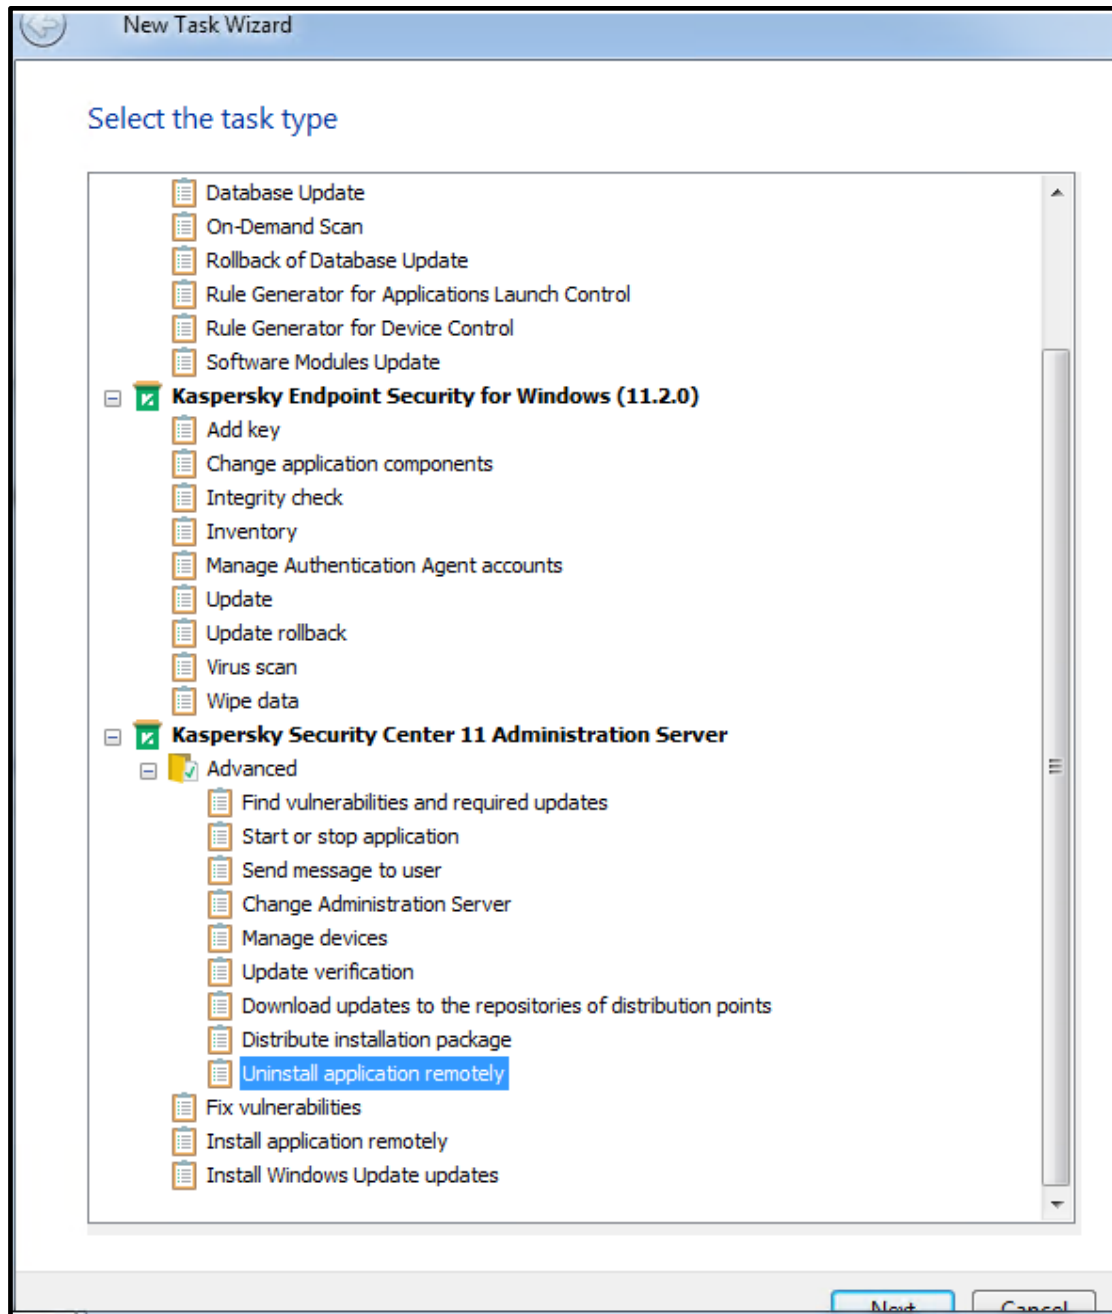 New Task Wizard
Select the task type
Database Update
On-Demand Scan
Rollback of Database Update
Rule Generator for Applications Launch Control
Rule Generator for Device Control
Software Modules Update
Kaspersky Endpoint Security for Windows (11.2.0)
Add key
Change application components
Integrity check
Inventory
Manage Authentication Agent accounts
Update
Update rollback
Virus scan
Wipe data
Kaspersky Security Center 11 Administration Server
Advanced
Find vulnerabilities and required updates
Start or stop application
Send message to user
Change Administration Server
Manage devices
Update verification
Download updates to the repositories of distribution points
Distribute installation package
Uninstall application remotely
Fix vulnerabilities
Install application remotely
Install Windows Update updates
Next Cancel